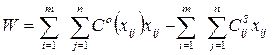 W̅ = ∑_{i=1}^{m} ∑_{j=1}^{n} C^{o}(x_{ij})x_{ij} − ∑_{i=1}^{m} ∑_{j=1}^{n} C_{ij}^{3} x_{ij}